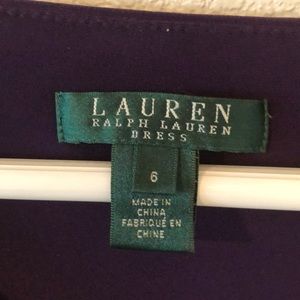 LAUREN
RALPH LAUREN
DRESS
6
MADE IN
CHINA
FABRIQUÉ EN
CHINE